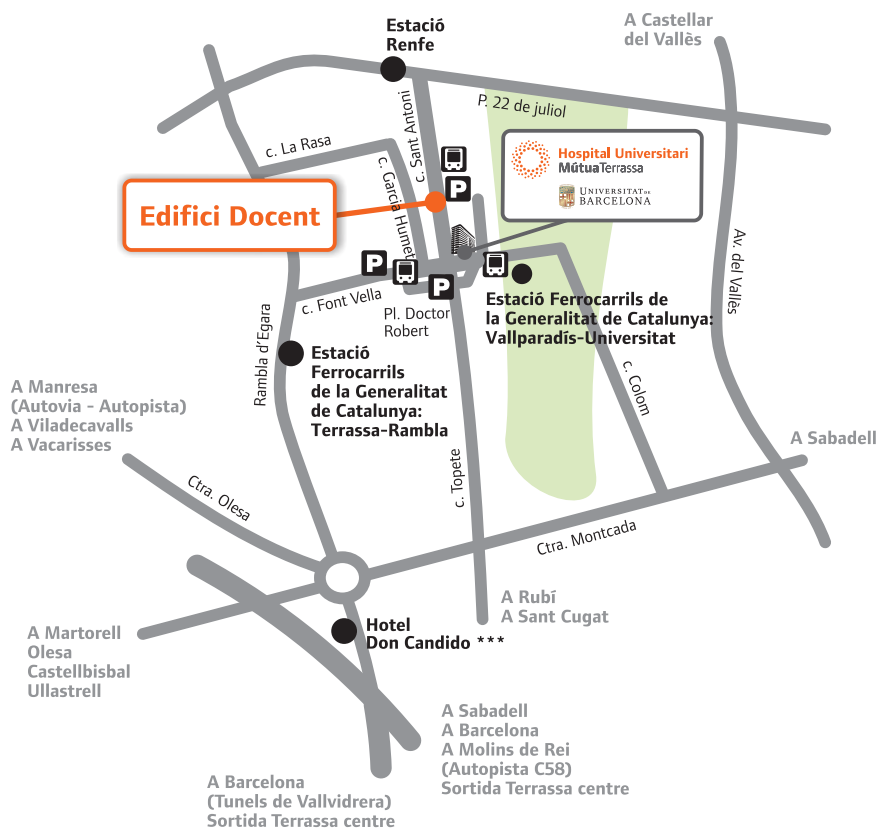 Estació
Renfe
A Castellar
del Vallès
P. 22 de juliol
c. La Rasa
c. Sant Antoni
c. Garcia Humet
Hospital Universitari
MútuaTerrassa
UNIVERSITAT DE
BARCELONA
Edifici Docent
P
P
P
c. Font Vella
Pl. Doctor
Robert
Estació Ferrocarrils de
la Generalitat de Catalunya:
Vallparadís-Universitat
Av. del Vallès
Rambla d'Egara
Estació
Ferrocarrils
de la Generalitat
de Catalunya:
Terrassa-Rambla
c. Colom
A Manresa
(Autovia - Autopista)
A Viladecavalls
A Vacarisses
A Sabadell
c. Topete
Ctra. Olesa
Ctra. Montcada
A Rubí
A Sant Cugat
Hotel
Don Candido ***
A Martorell
Olesa
Castellbisbal
Ullastrell
A Sabadell
A Barcelona
A Molins de Rei
(Autopista C58)
Sortida Terrassa centre
A Barcelona
(Tunels de Vallvidrera)
Sortida Terrassa centre